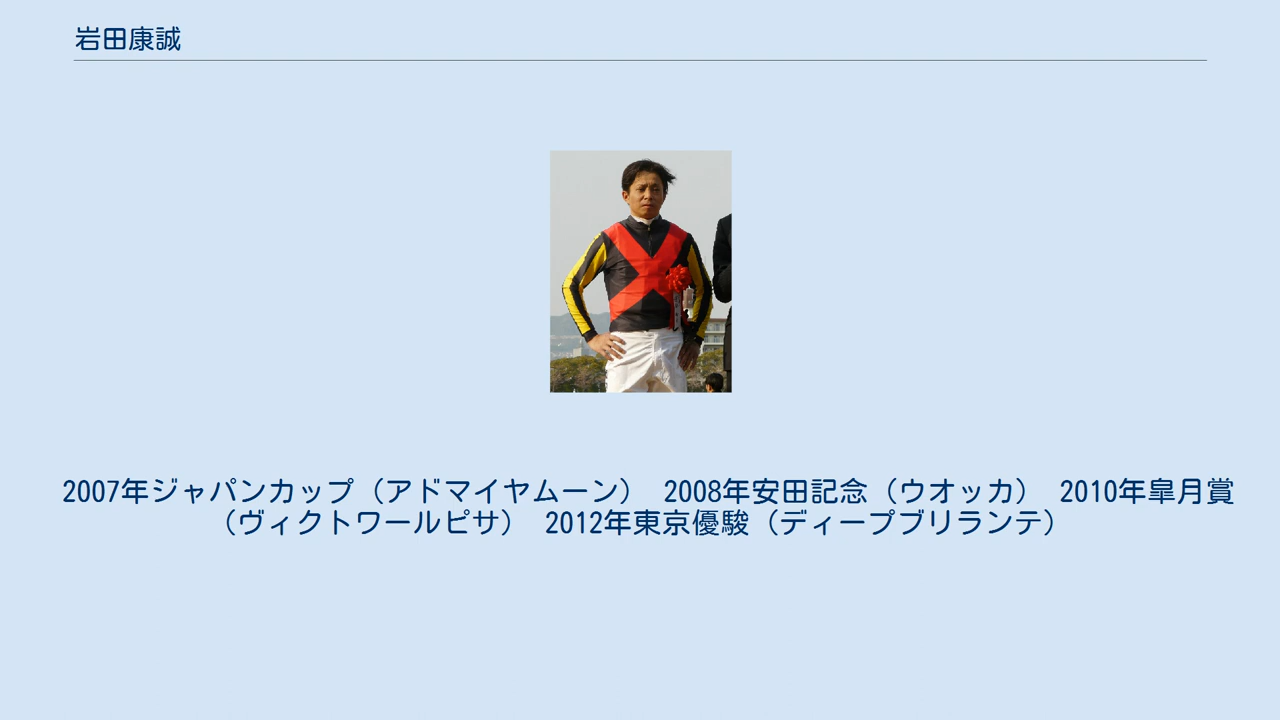 岩田康誠
2007年ジャパンカップ（アドマイヤムーン） 2008年安田記念（ウオッカ） 2010年皐月賞
（ヴィクトワールピサ） 2012年東京優駿（ディープブリランテ）